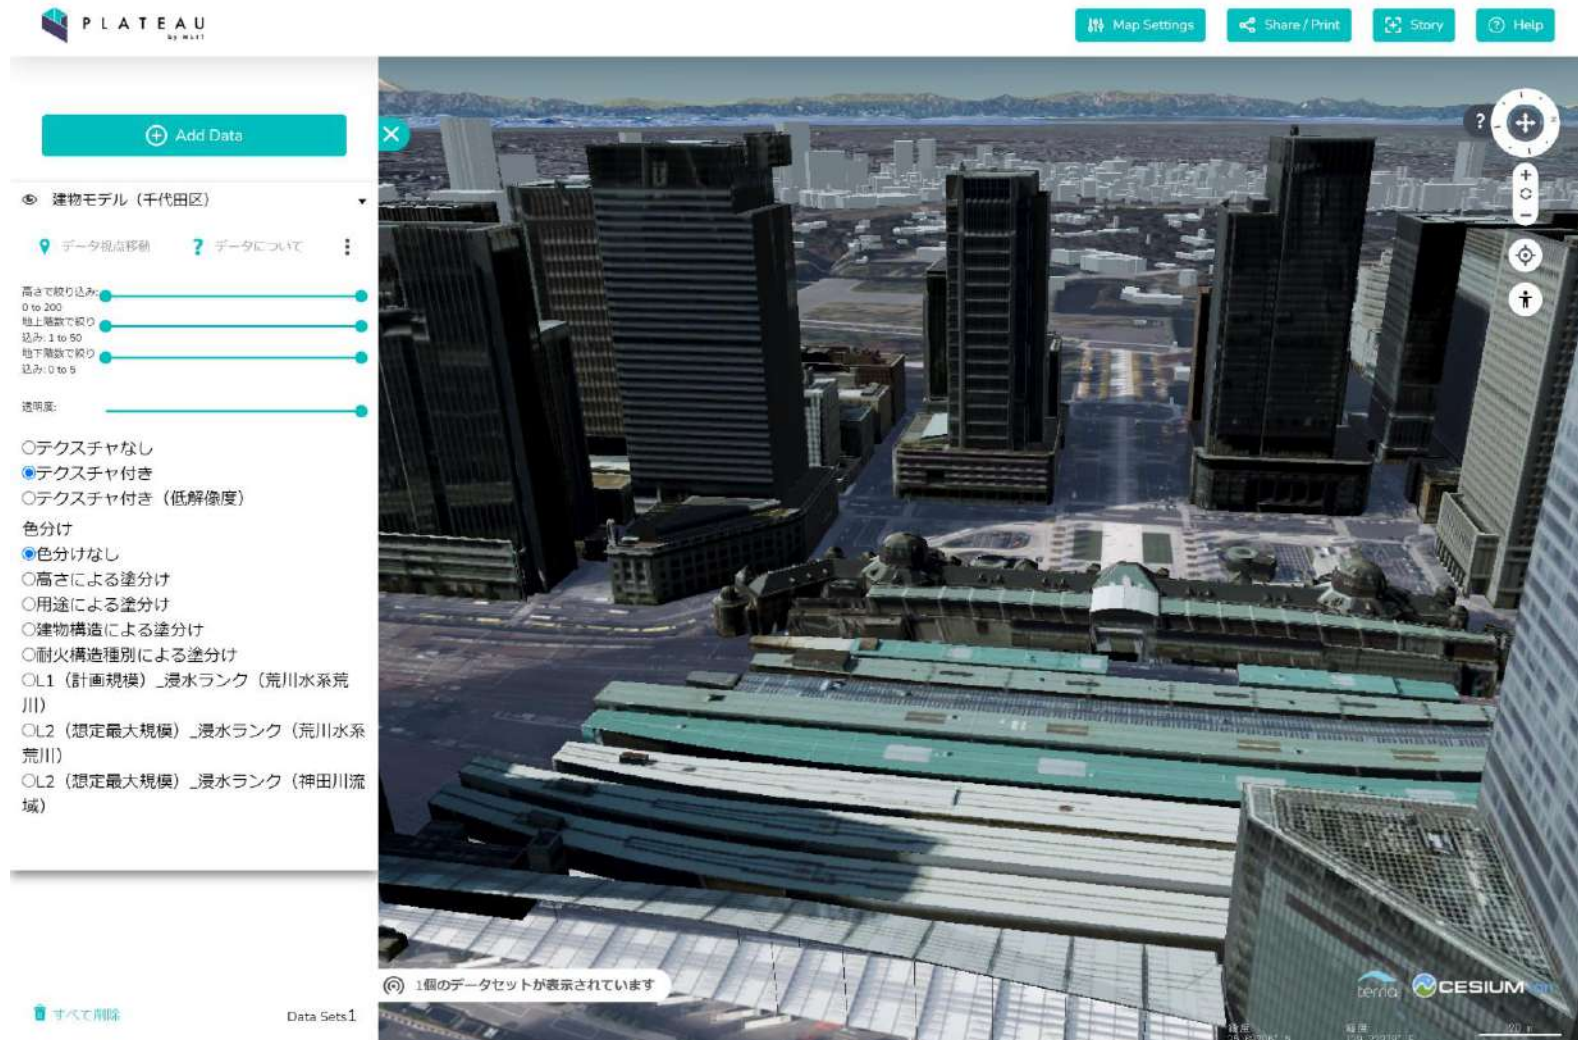 PLATEAU
by MLIT
Map Settings
Share / Print
Story
? Help
Add Data
建物モデル（千代田区）
データ視点移動
? データについて
高さで絞り込み:
0 to 200
地上階数で絞り
込み: 1 to 50
地下階数で絞り
込み: 0 to 5
透明度:
テクスチャなし
テクスチャ付き
テクスチャ付き（低解像度）
色分け
色分けなし
高さによる塗分け
用途による塗分け
建物構造による塗分け
耐火構造種別による塗分け
L1（計画規模）_浸水ランク（荒川水系荒
川）
L2（想定最大規模）_浸水ランク（荒川水系
荒川）
L2（想定最大規模）_浸水ランク（神田川流
域）
すべて削除
Data Sets 1
?
1個のデータセットが表示されています
terria
CESIUM ion
20 m